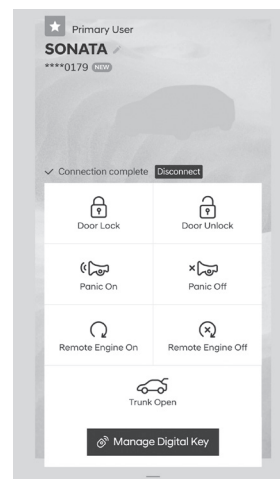 Primary User
SONATA
****0179 NEW
Connection complete Disconnect
Door Lock Door Unlock
Panic On Panic Off
Remote Engine On Remote Engine Off
Trunk Open
Manage Digital Key